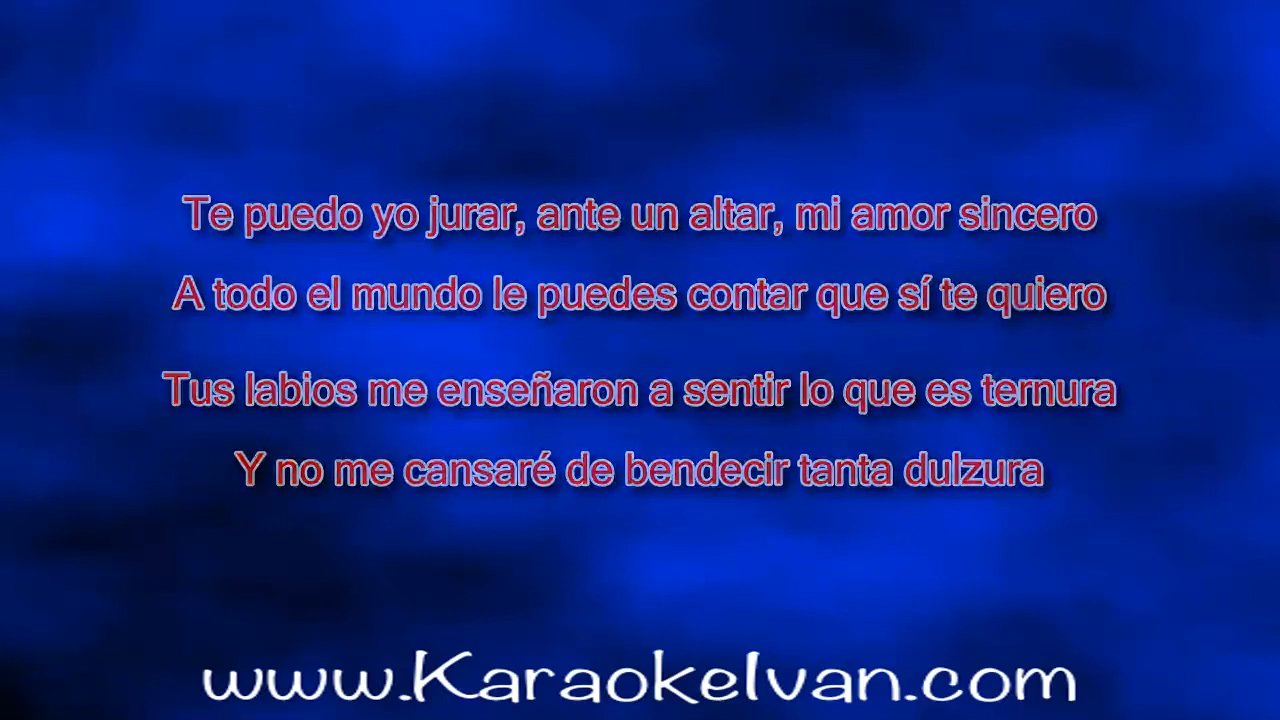 Te puedo yo jurar, ante un altar, mi amor sincero
A todo el mundo le puedes contar que sí te quiero
Tus labios me enseñaron a sentir lo que es ternura
Y no me cansaré de bendecir tanta dulzura
www.KaraokeIvan.com